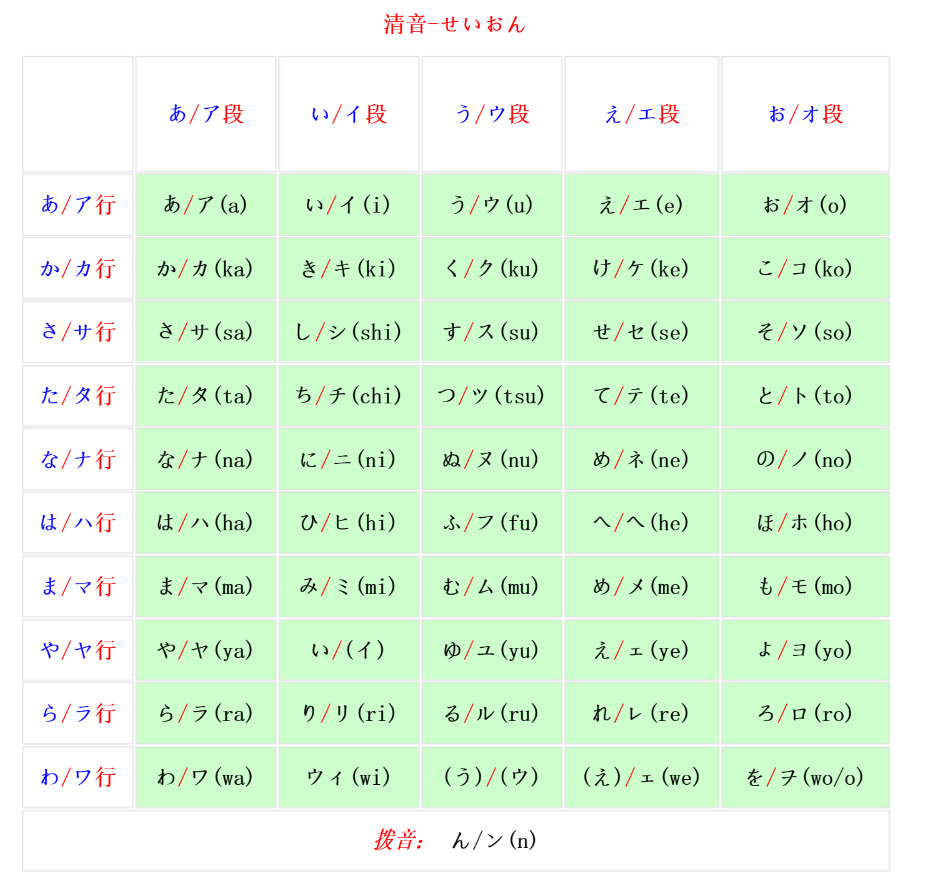 清音-せいおん
あ/ア段 い/イ段 う/ウ段 え/エ段 お/オ段
あ/ア行 あ/ア(a) い/イ(i) う/ウ(u) え/エ(e) お/オ(o)
か/カ行 か/カ(ka) き/キ(ki) く/ク(ku) け/ケ(ke) こ/コ(ko)
さ/サ行 さ/サ(sa) し/シ(shi) す/ス(su) せ/セ(se) そ/ソ(so)
た/タ行 た/タ(ta) ち/チ(chi) つ/ツ(tsu) て/テ(te) と/ト(to)
な/ナ行 な/ナ(na) に/ニ(ni) ぬ/ヌ(nu) め/ネ(ne) の/ノ(no)
は/ハ行 は/ハ(ha) ひ/ヒ(hi) ふ/フ(fu) へ/へ(he) ほ/ホ(ho)
ま/マ行 ま/マ(ma) み/ミ(mi) む/ム(mu) め/メ(me) も/モ(mo)
や/ヤ行 や/ヤ(ya) い/(イ) ゆ/ユ(yu) え/ェ(ye) よ/ヨ(yo)
ら/ラ行 ら/ラ(ra) り/リ(ri) る/ル(ru) れ/レ(re) ろ/ロ(ro)
わ/ワ行 わ/ワ(wa) ウィ(wi) (う)/(ウ) (え)/ェ(we) を/ヲ(wo/o)
拨音: ん/ン(n)